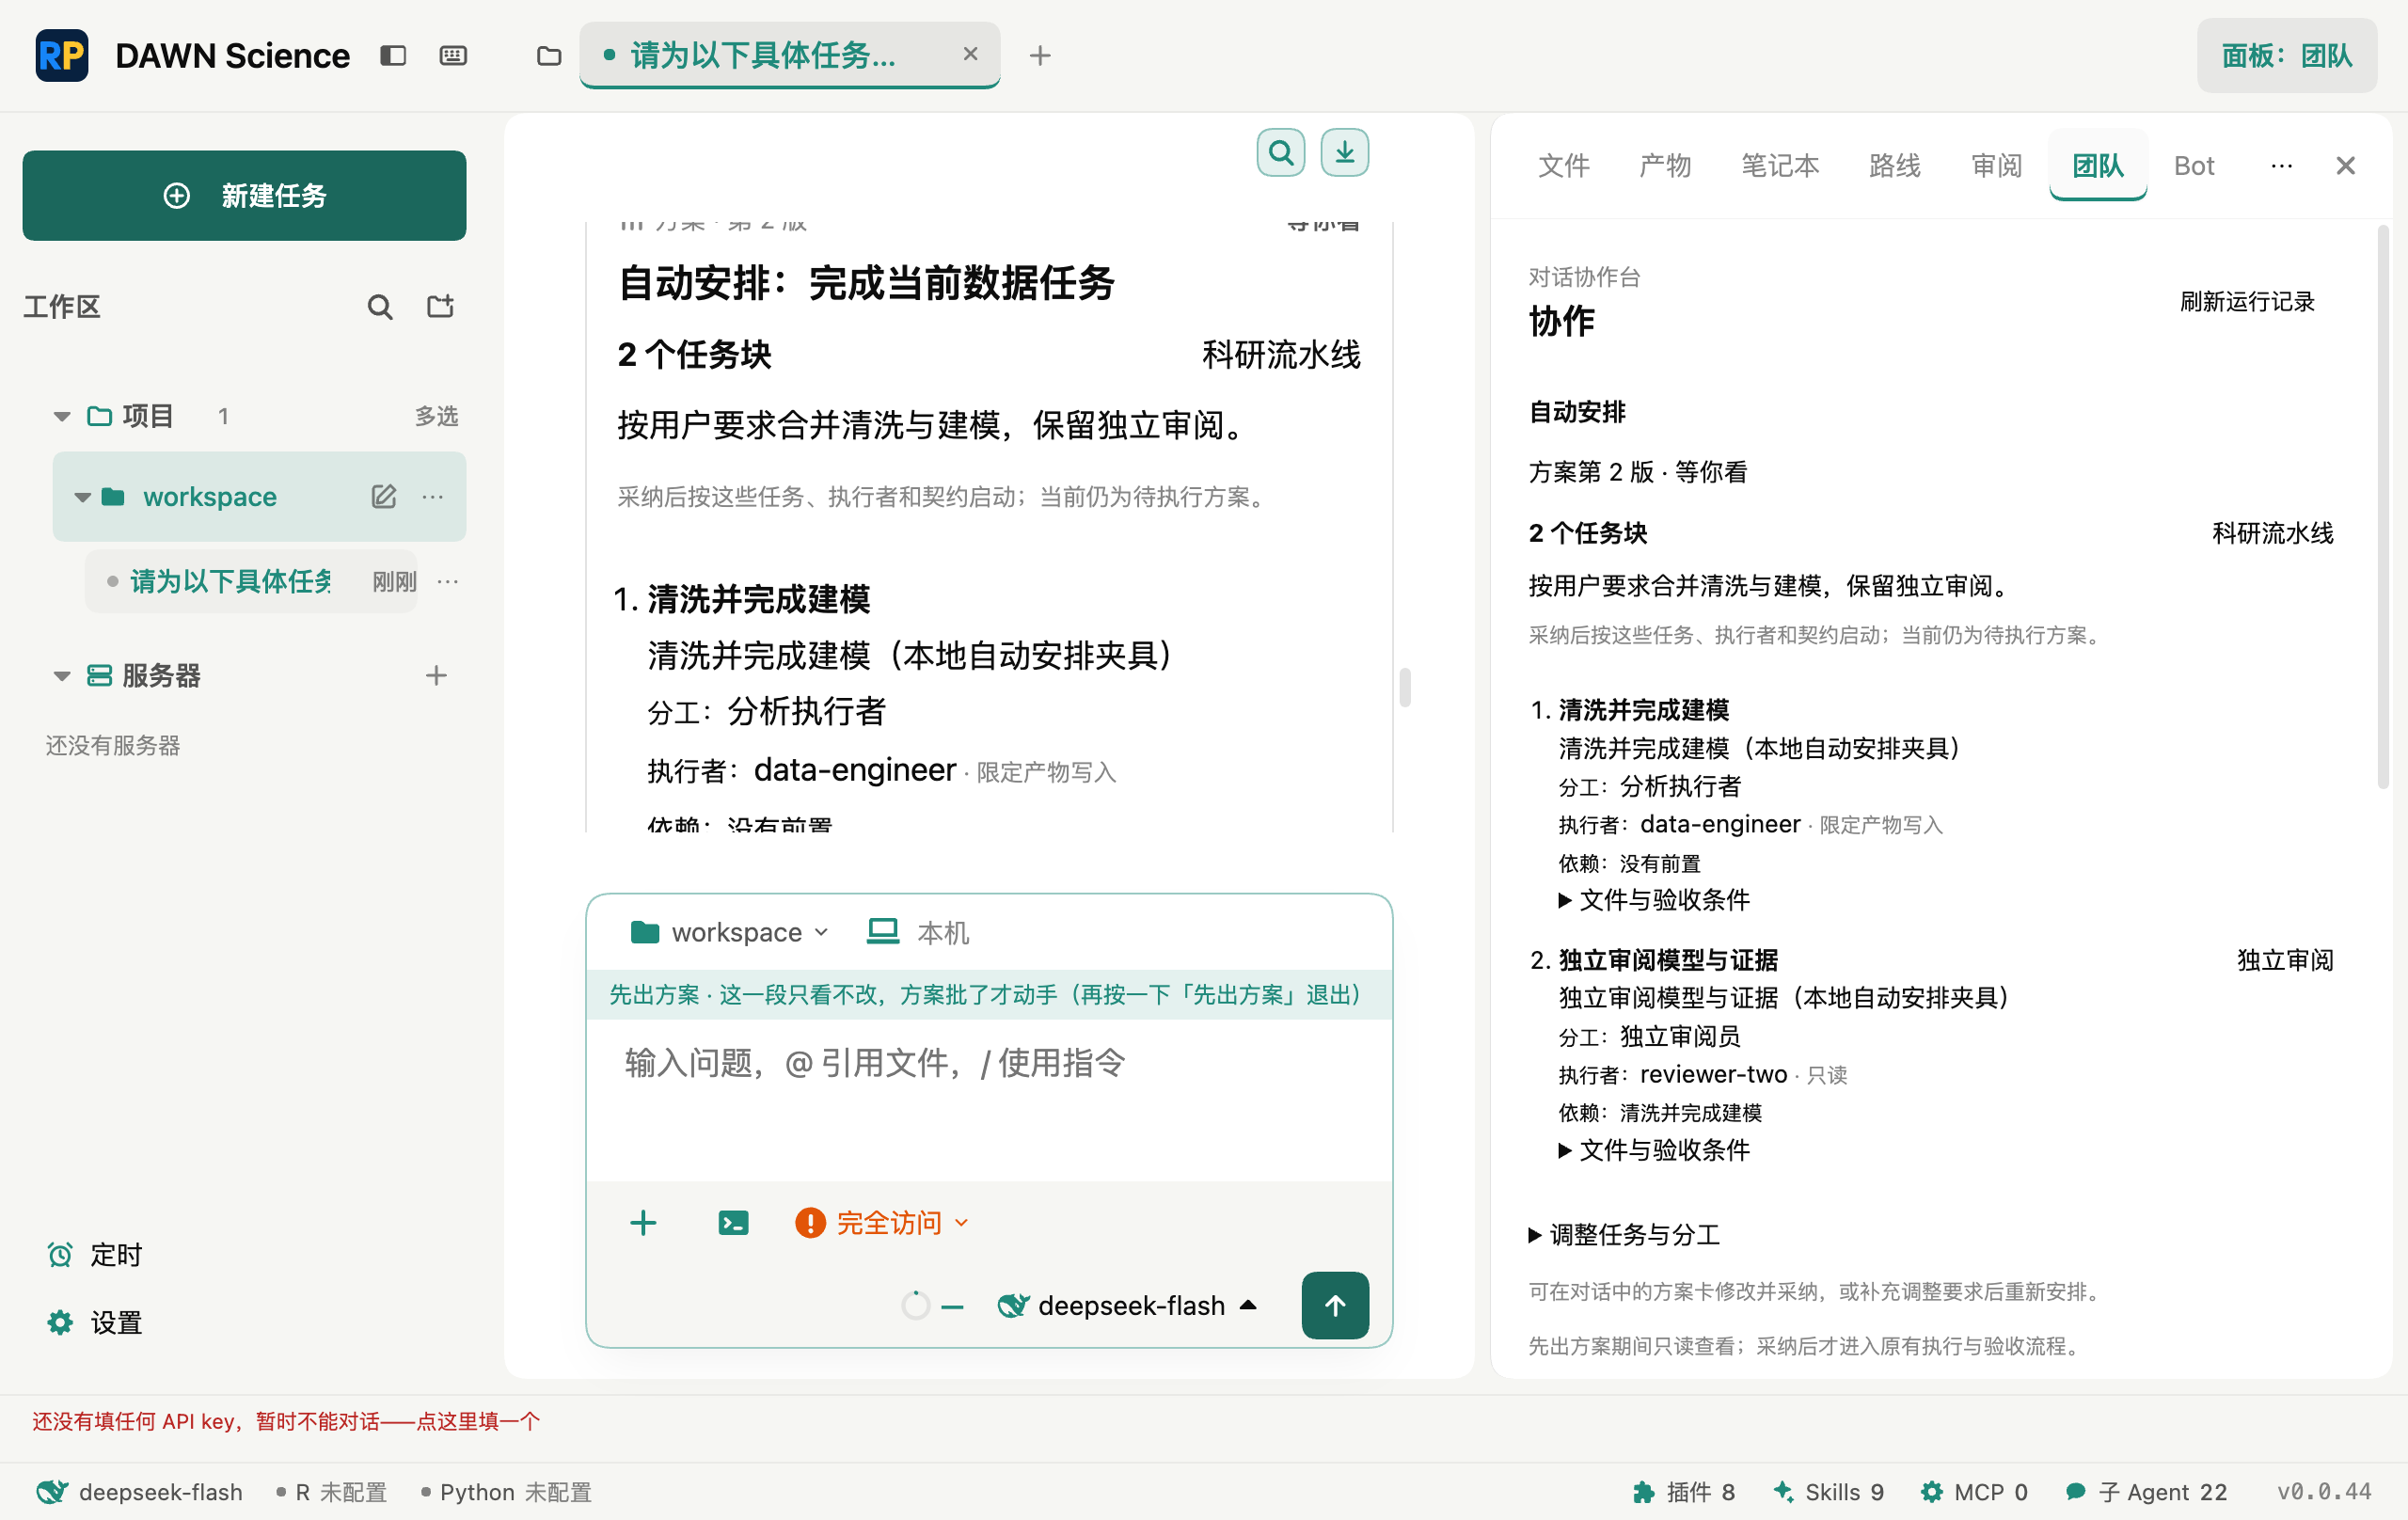 RP DAWN Science
请为以下具体任务...
面板：团队
新建任务
工作区
项目 1 多选
workspace
请为以下具体任务 刚刚
服务器
还没有服务器
定时
设置
方案 · 第 2 版 等你看
自动安排：完成当前数据任务
2 个任务块 科研流水线
按用户要求合并清洗与建模，保留独立审阅。
采纳后按这些任务、执行者和契约启动；当前仍为待执行方案。
1. 清洗并完成建模
清洗并完成建模（本地自动安排夹具）
分工：分析执行者
执行者：data-engineer · 限定产物写入
依赖：没有前置
workspace 本机
先出方案 · 这一段只看不改，方案批了才动手（再按一下「先出方案」退出）
输入问题，@ 引用文件，/ 使用指令
完全访问
deepseek-flash
文件 产物 笔记本 路线 审阅 团队 Bot ···
对话协作台
协作
刷新运行记录
自动安排
方案第 2 版 · 等你看
2 个任务块 科研流水线
按用户要求合并清洗与建模，保留独立审阅。
采纳后按这些任务、执行者和契约启动；当前仍为待执行方案。
1. 清洗并完成建模
清洗并完成建模（本地自动安排夹具）
分工：分析执行者
执行者：data-engineer · 限定产物写入
依赖：没有前置
文件与验收条件
2. 独立审阅模型与证据 独立审阅
独立审阅模型与证据（本地自动安排夹具）
分工：独立审阅员
执行者：reviewer-two · 只读
依赖：清洗并完成建模
文件与验收条件
调整任务与分工
可在对话中的方案卡修改并采纳，或补充调整要求后重新安排。
先出方案期间只读查看；采纳后才进入原有执行与验收流程。
还没有填任何 API key，暂时不能对话——点这里填一个
deepseek-flash R 未配置 Python 未配置
插件 8 Skills 9 MCP 0 子 Agent 22 v0.0.44